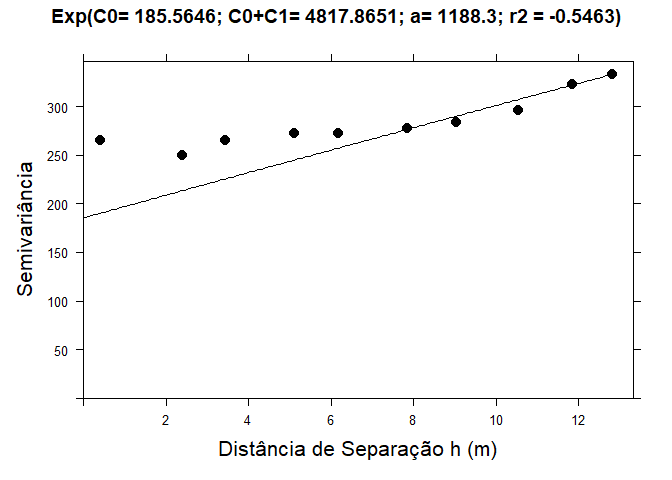 Exp(C0= 185.5646; C0+C1= 4817.8651; a= 1188.3; r2 = -0.5463)
300
250
200
150
100
50
Semivariância
2 4 6 8 10 12
Distância de Separação h (m)